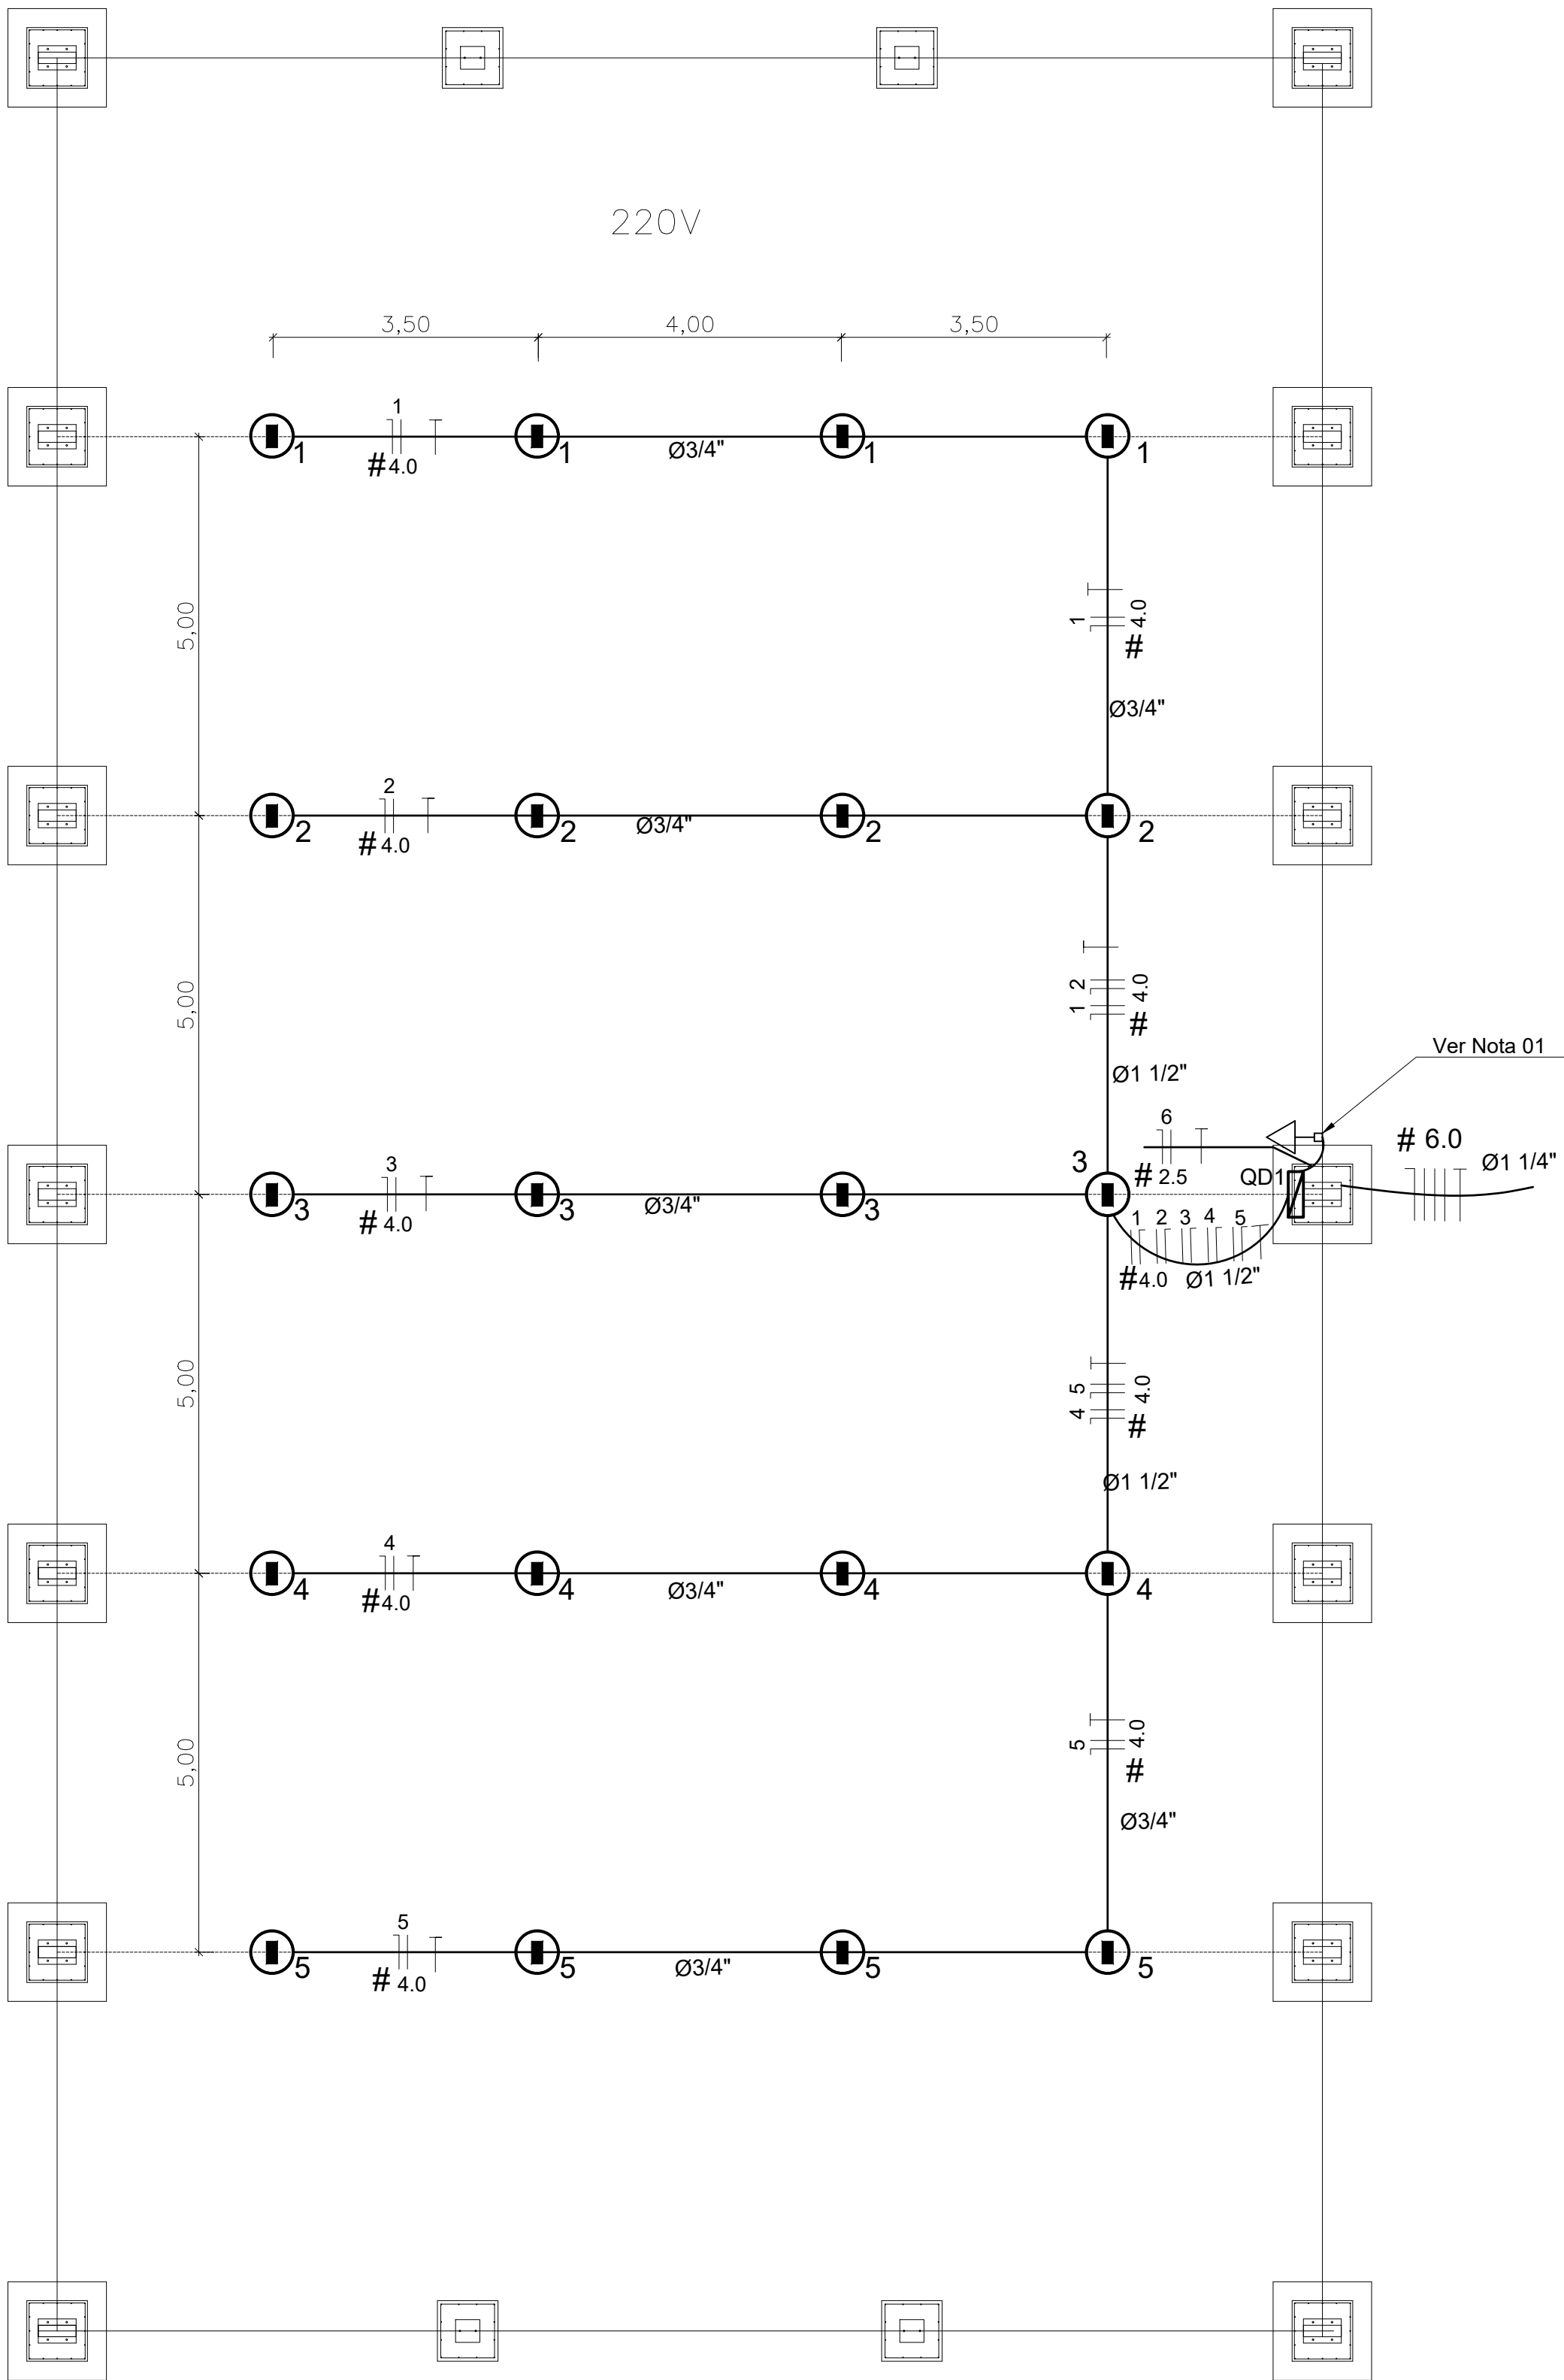 220V
3,50 4,00 3,50
1
1 1 Ø3/4" 1 1
#4.0
5,00
1 # 4.0
Ø3/4"
2
2 2 Ø3/4" 2 2
# 4.0
5,00
1 2 # 4.0
Ø1 1/2"
Ver Nota 01
6
# 2.5
QD1
# 6.0
Ø1 1/4"
3
3 3 Ø3/4" 3 3
# 4.0
1 2 3 4 5
#4.0 Ø1 1/2"
5,00
4 5 # 4.0
Ø1 1/2"
4
4 4 Ø3/4" 4 4
#4.0
5,00
5 # 4.0
Ø3/4"
5
5 5 Ø3/4" 5 5
# 4.0